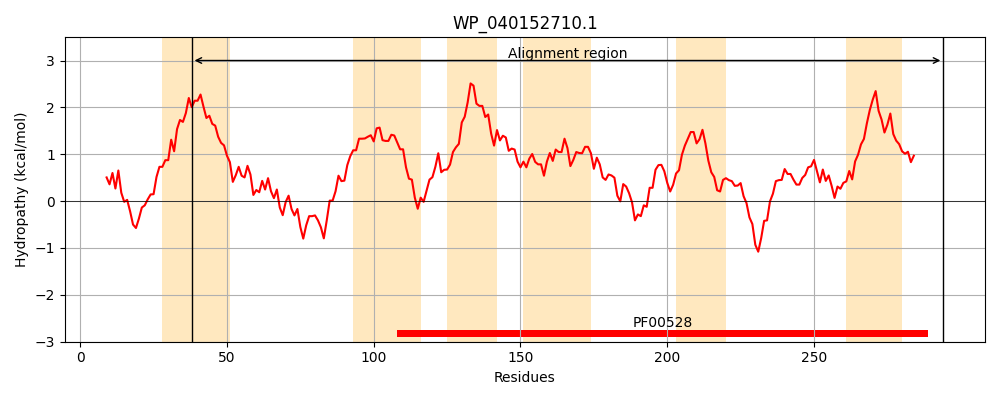 WP_040152710.1
Alignment region
Hydropathy (kcal/mol)
3
2
1
0
−1
−2
−3
PF00528
0 50 100 150 200 250
Residues